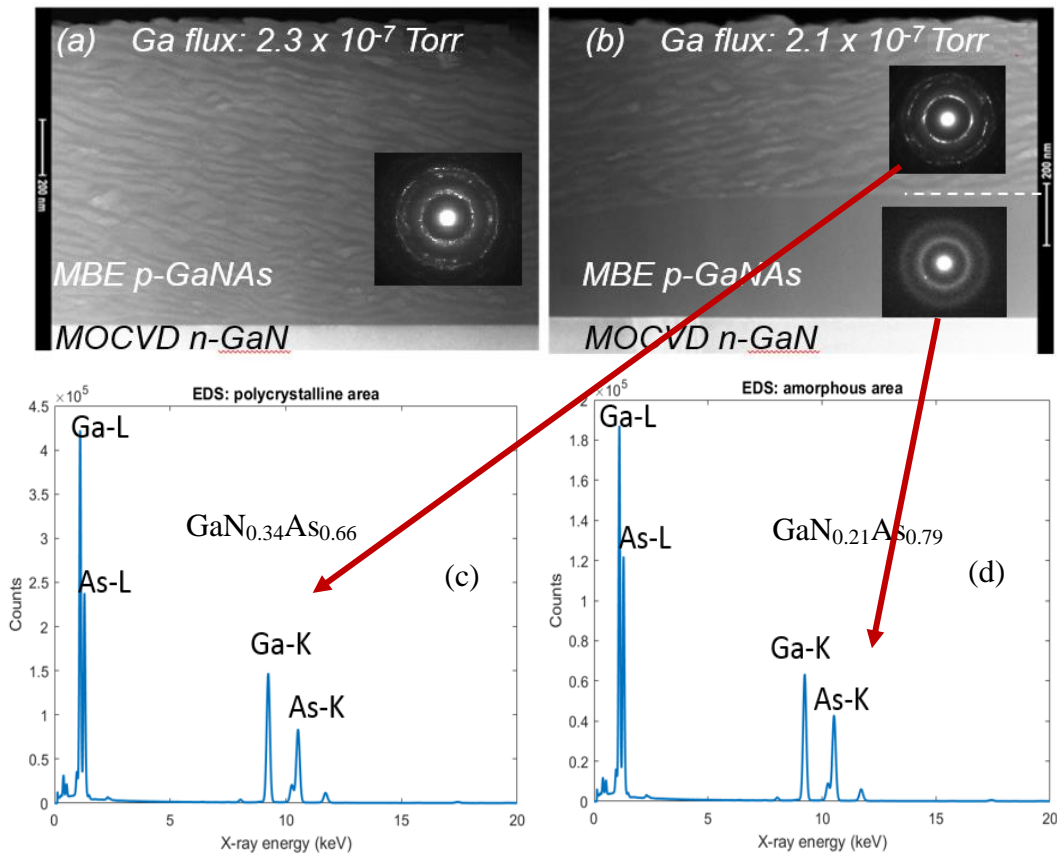 (a) Ga flux: 2.3 x 10⁻⁷ Torr
200 nm
MBE p-GaNAs
MOCVD n-GaN
(b) Ga flux: 2.1 x 10⁻⁷ Torr
200 nm
MBE p-GaNAs
MOCVD n-GaN
EDS: polycrystalline area
×10⁵
4.5
4
3.5
3
2.5
2
1.5
1
0.5
0
Counts
Ga-L
As-L
GaN₀.₃₄As₀.₆₆
(c)
Ga-K
As-K
0 5 10 15 20
X-ray energy (keV)
EDS: amorphous area
×10⁵
2
1.8
1.6
1.4
1.2
1
0.8
0.6
0.4
0.2
0
Counts
Ga-L
As-L
GaN₀.₂₁As₀.₇₉
(d)
Ga-K
As-K
0 5 10 15 20
X-ray energy (keV)